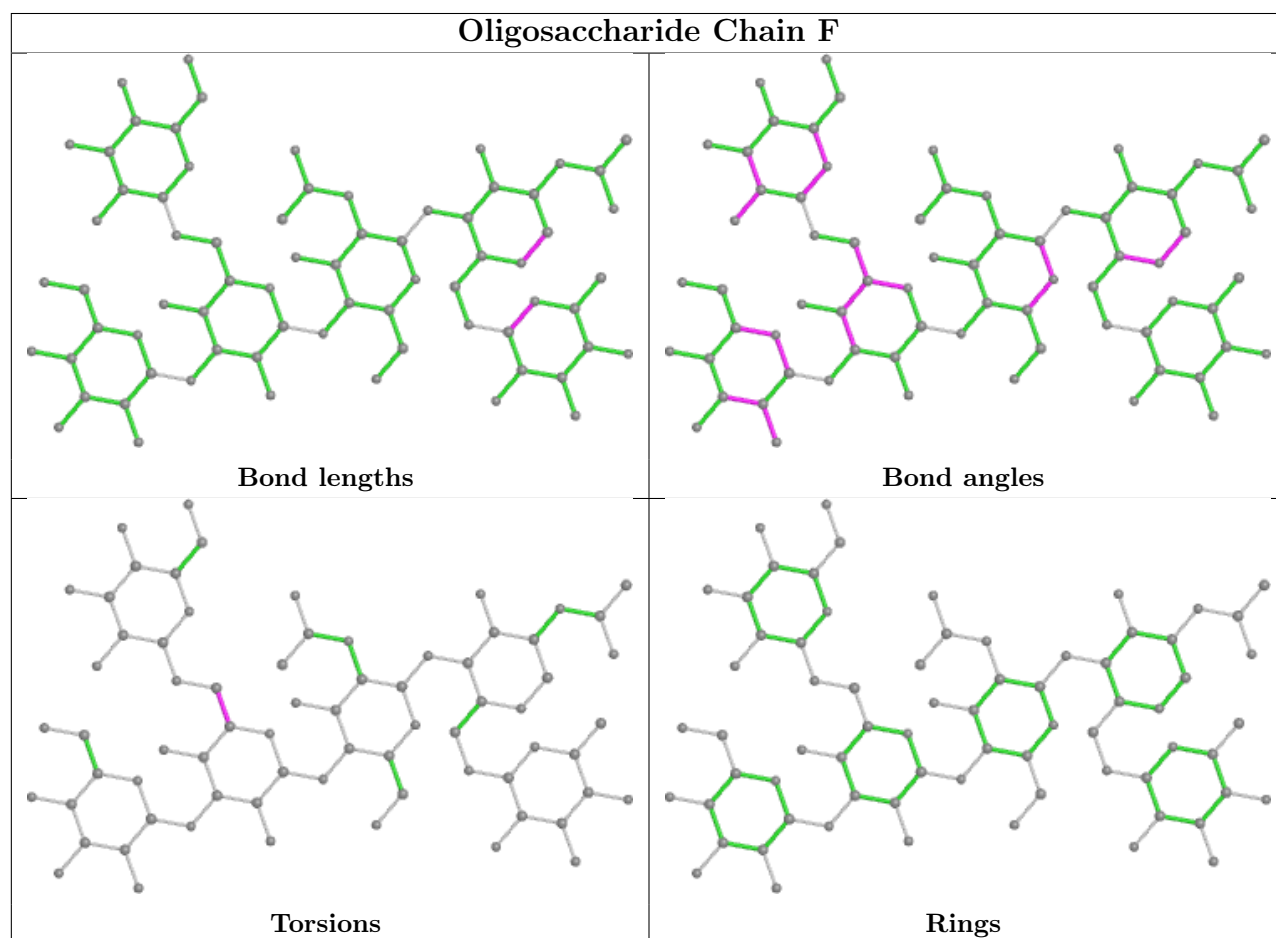 Oligosaccharide Chain F
Bond lengths
Bond angles
Torsions
Rings